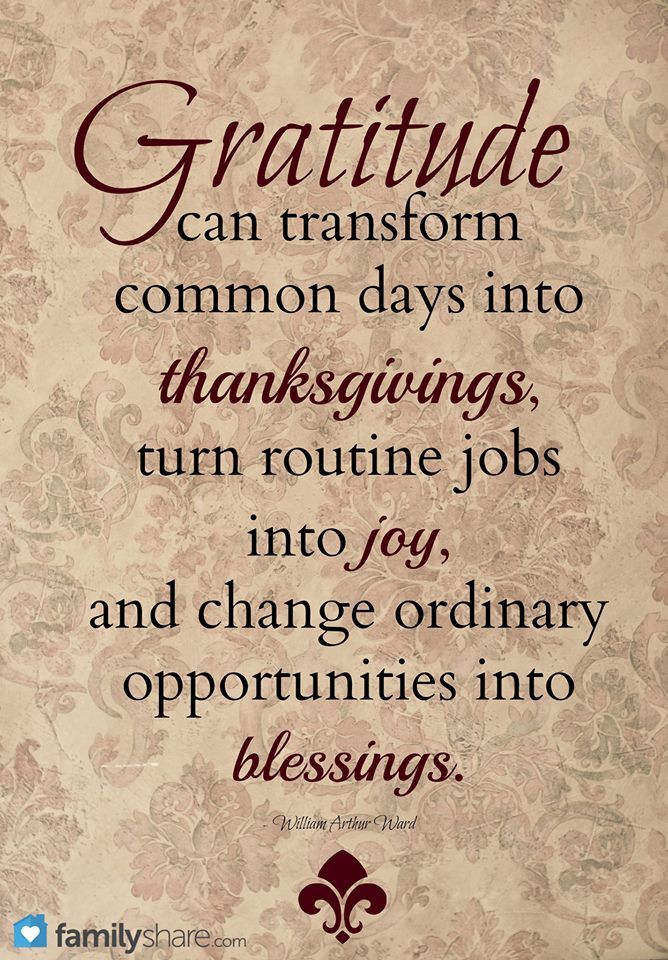 Gratitude
can transform
common days into
thanksgivings,
turn routine jobs
into joy,
and change ordinary
opportunities into
blessings.
- William Arthur Ward
familyshare.com